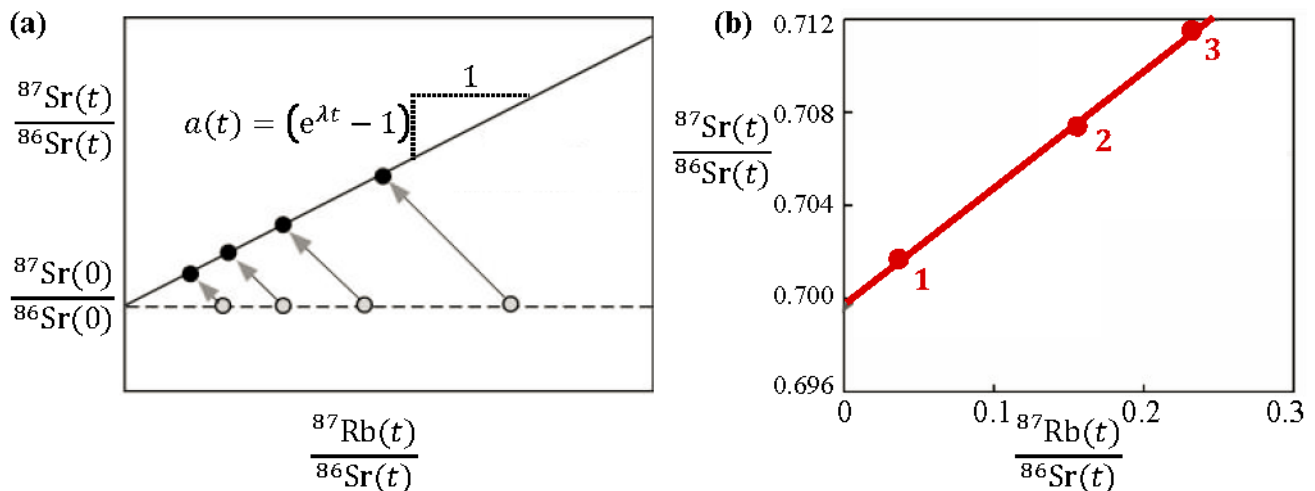 (a)
⁸⁷Sr(t)
⁸⁶Sr(t)
1
a(t) = (e^λt − 1)
⁸⁷Sr(0)
⁸⁶Sr(0)
⁸⁷Rb(t)
⁸⁶Sr(t)
(b)
0.712
0.708
0.704
0.700
0.696
⁸⁷Sr(t)
⁸⁶Sr(t)
3
2
1
0 0.1 0.2 0.3
⁸⁷Rb(t)
⁸⁶Sr(t)